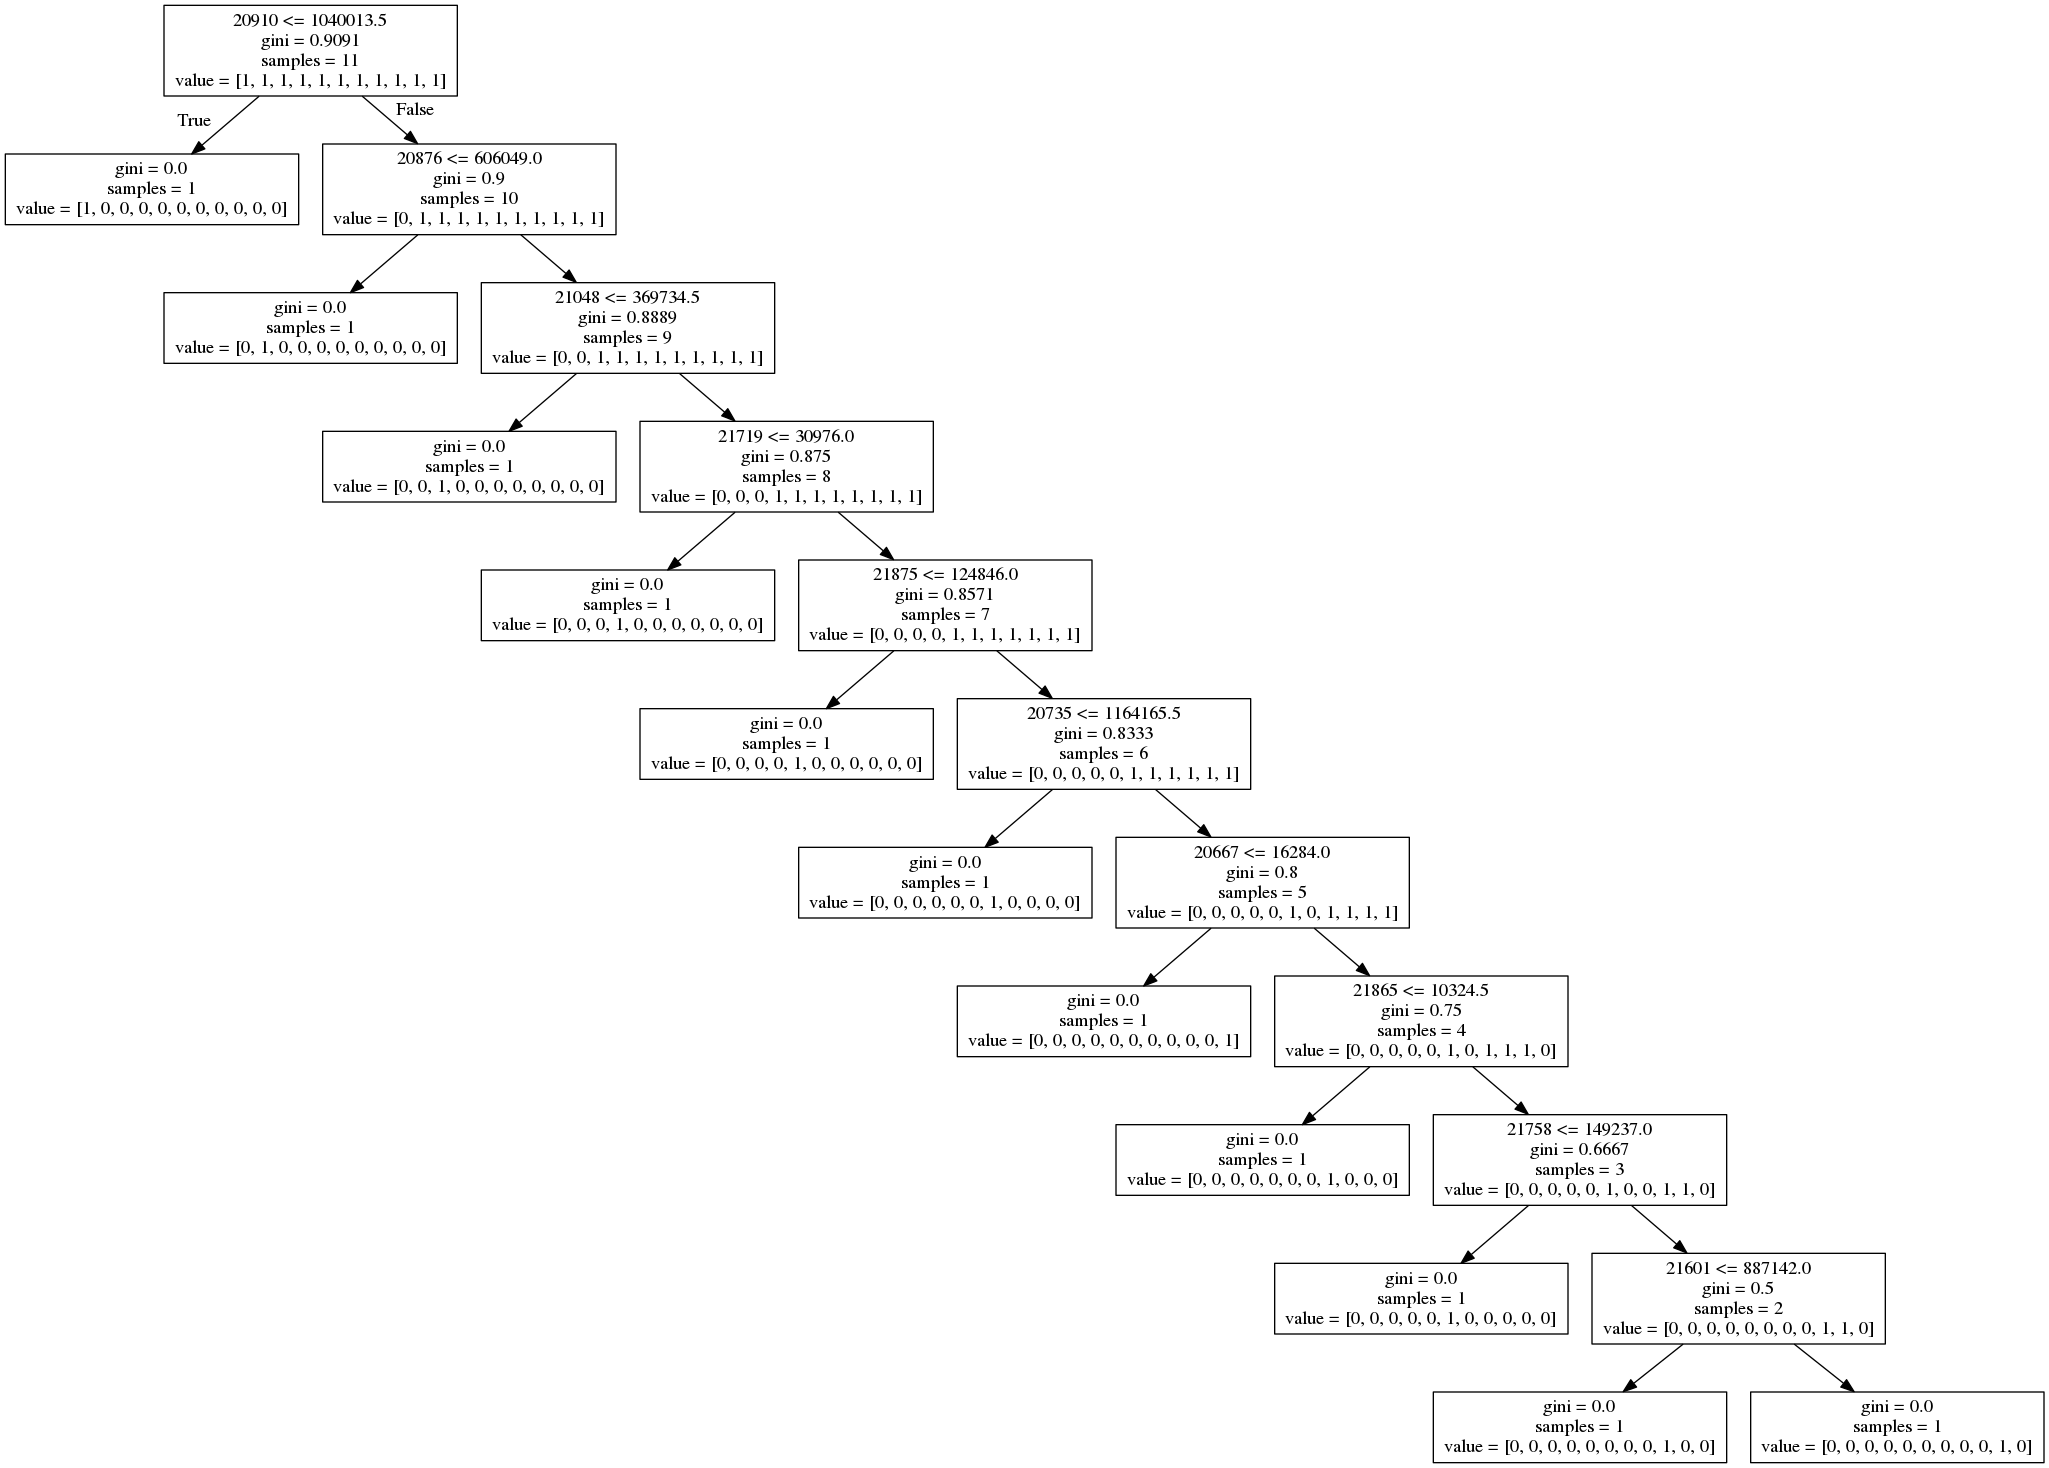 20910 <= 1040013.5
gini = 0.9091
samples = 11
value = [1, 1, 1, 1, 1, 1, 1, 1, 1, 1, 1]
True
False
gini = 0.0
samples = 1
value = [1, 0, 0, 0, 0, 0, 0, 0, 0, 0, 0]
20876 <= 606049.0
gini = 0.9
samples = 10
value = [0, 1, 1, 1, 1, 1, 1, 1, 1, 1, 1]
gini = 0.0
samples = 1
value = [0, 1, 0, 0, 0, 0, 0, 0, 0, 0, 0]
21048 <= 369734.5
gini = 0.8889
samples = 9
value = [0, 0, 1, 1, 1, 1, 1, 1, 1, 1, 1]
gini = 0.0
samples = 1
value = [0, 0, 1, 0, 0, 0, 0, 0, 0, 0, 0]
21719 <= 30976.0
gini = 0.875
samples = 8
value = [0, 0, 0, 1, 1, 1, 1, 1, 1, 1, 1]
gini = 0.0
samples = 1
value = [0, 0, 0, 1, 0, 0, 0, 0, 0, 0, 0]
21875 <= 124846.0
gini = 0.8571
samples = 7
value = [0, 0, 0, 0, 1, 1, 1, 1, 1, 1, 1]
gini = 0.0
samples = 1
value = [0, 0, 0, 0, 1, 0, 0, 0, 0, 0, 0]
20735 <= 1164165.5
gini = 0.8333
samples = 6
value = [0, 0, 0, 0, 0, 1, 1, 1, 1, 1, 1]
gini = 0.0
samples = 1
value = [0, 0, 0, 0, 0, 0, 1, 0, 0, 0, 0]
20667 <= 16284.0
gini = 0.8
samples = 5
value = [0, 0, 0, 0, 0, 1, 0, 1, 1, 1, 1]
gini = 0.0
samples = 1
value = [0, 0, 0, 0, 0, 0, 0, 0, 0, 0, 1]
21865 <= 10324.5
gini = 0.75
samples = 4
value = [0, 0, 0, 0, 0, 1, 0, 1, 1, 1, 0]
gini = 0.0
samples = 1
value = [0, 0, 0, 0, 0, 0, 0, 1, 0, 0, 0]
21758 <= 149237.0
gini = 0.6667
samples = 3
value = [0, 0, 0, 0, 0, 1, 0, 0, 1, 1, 0]
gini = 0.0
samples = 1
value = [0, 0, 0, 0, 0, 1, 0, 0, 0, 0, 0]
21601 <= 887142.0
gini = 0.5
samples = 2
value = [0, 0, 0, 0, 0, 0, 0, 0, 1, 1, 0]
gini = 0.0
samples = 1
value = [0, 0, 0, 0, 0, 0, 0, 0, 1, 0, 0]
gini = 0.0
samples = 1
value = [0, 0, 0, 0, 0, 0, 0, 0, 0, 1, 0]